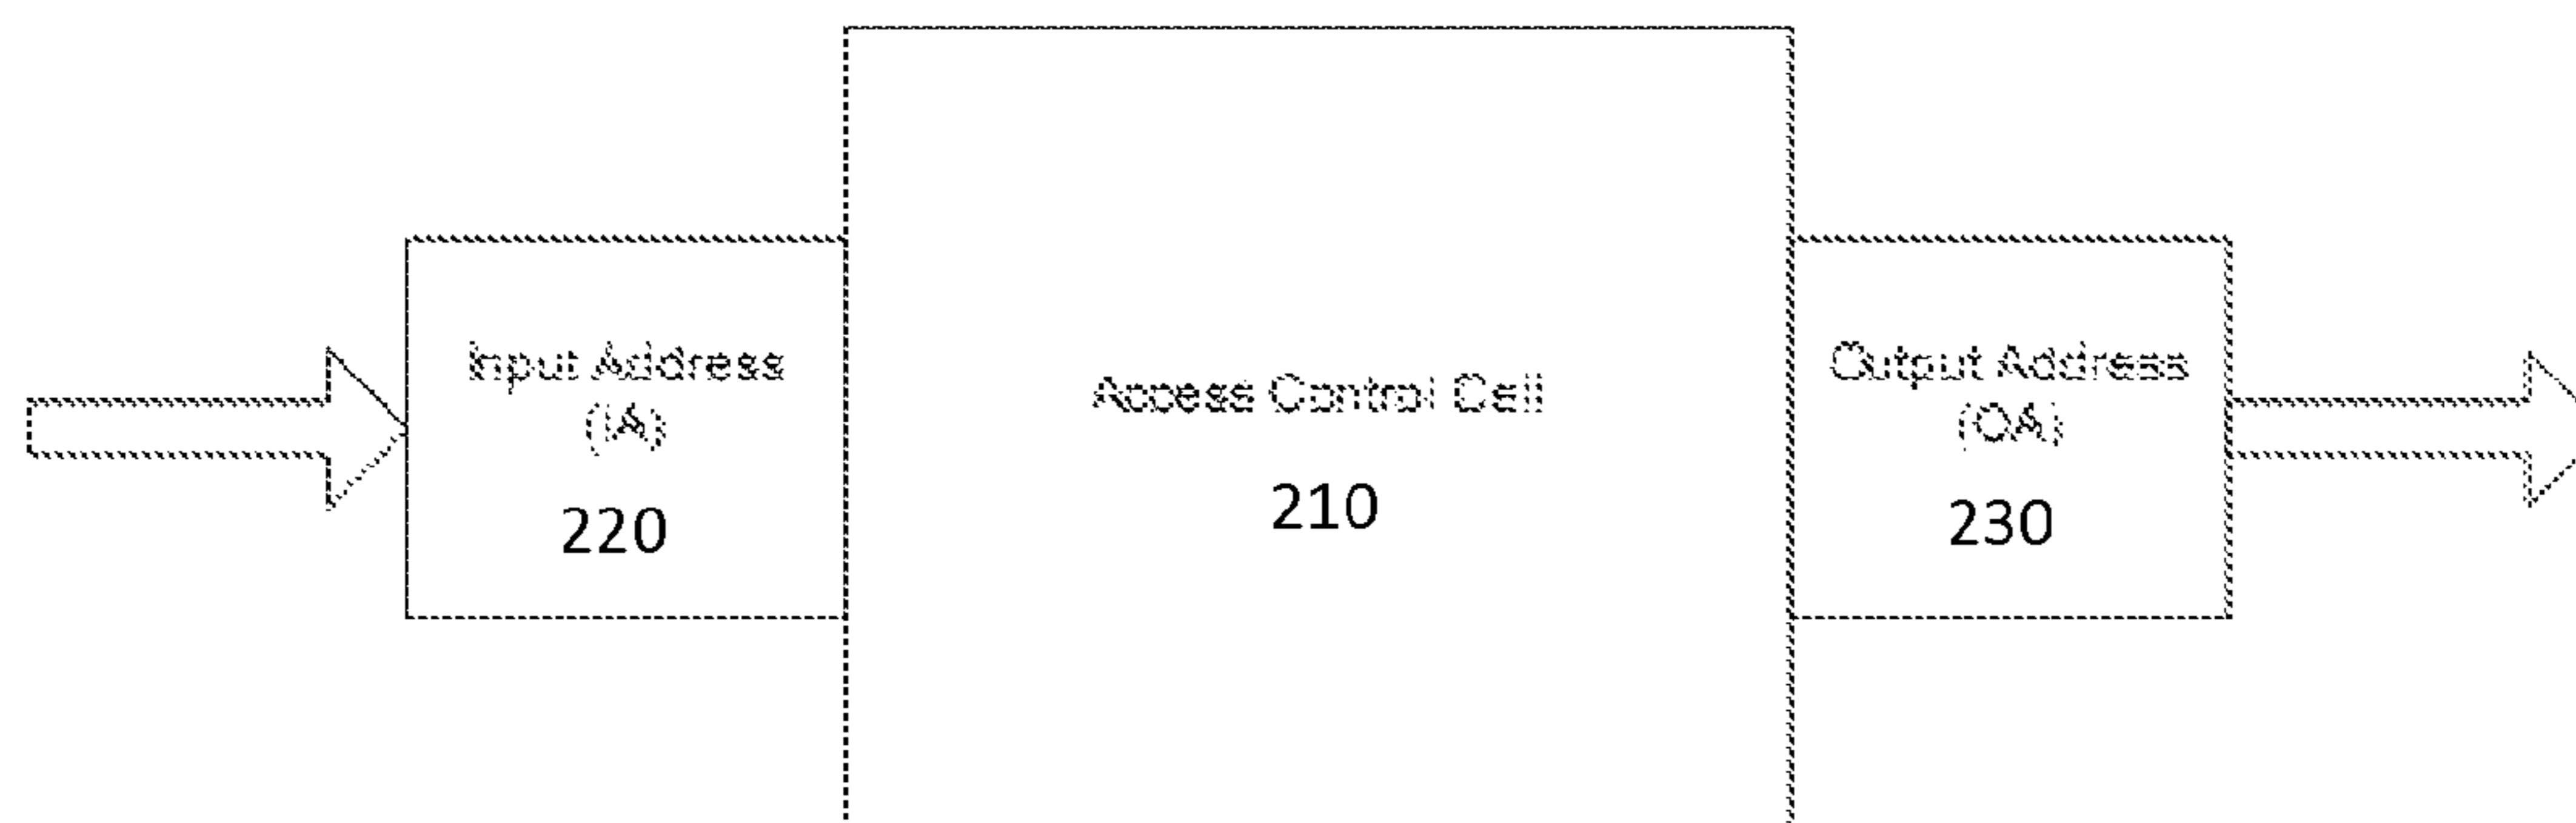 Input Address
(IA)
220
Access Control Cell
210
Output Address
(OA)
230